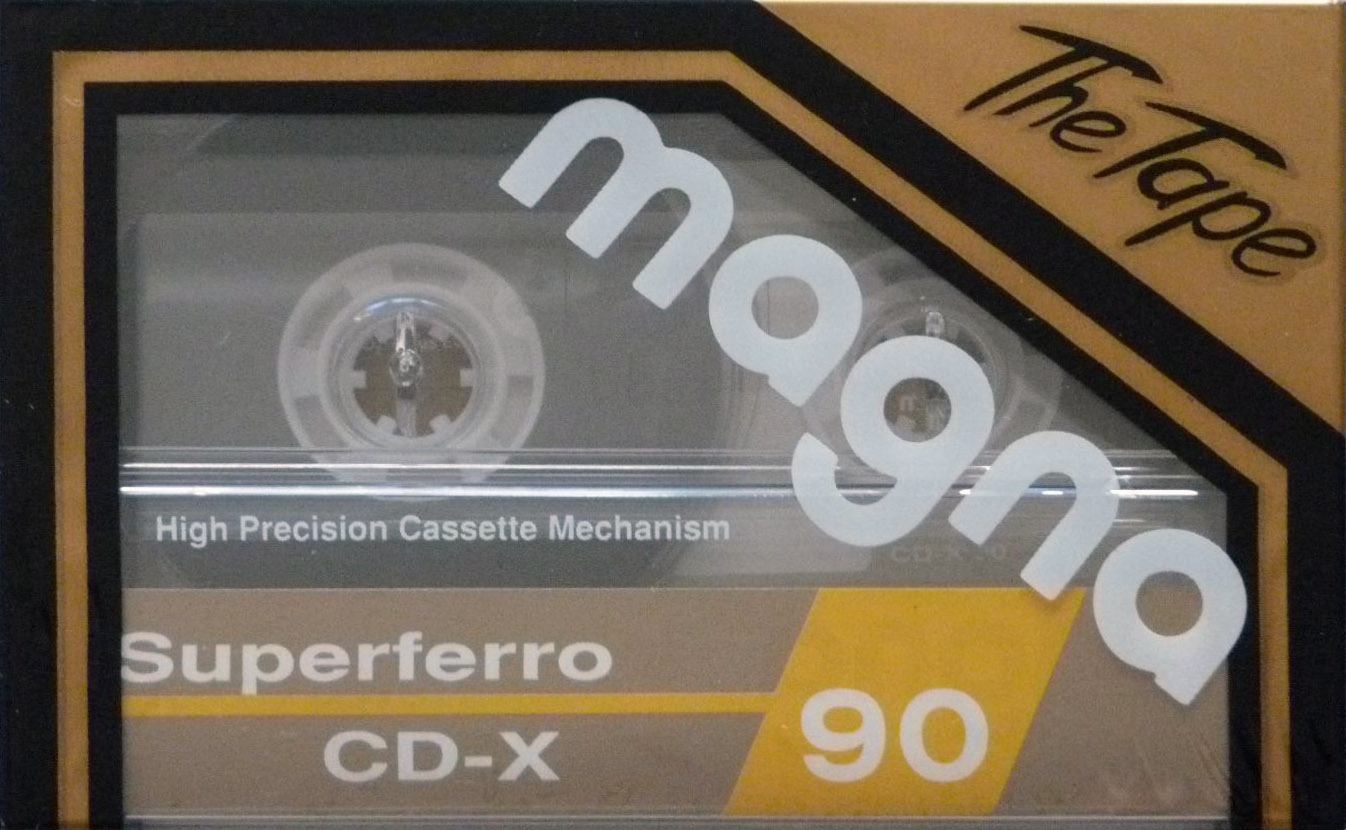 The Tape
magna
High Precision Cassette Mechanism
Superferro
CD-X
90